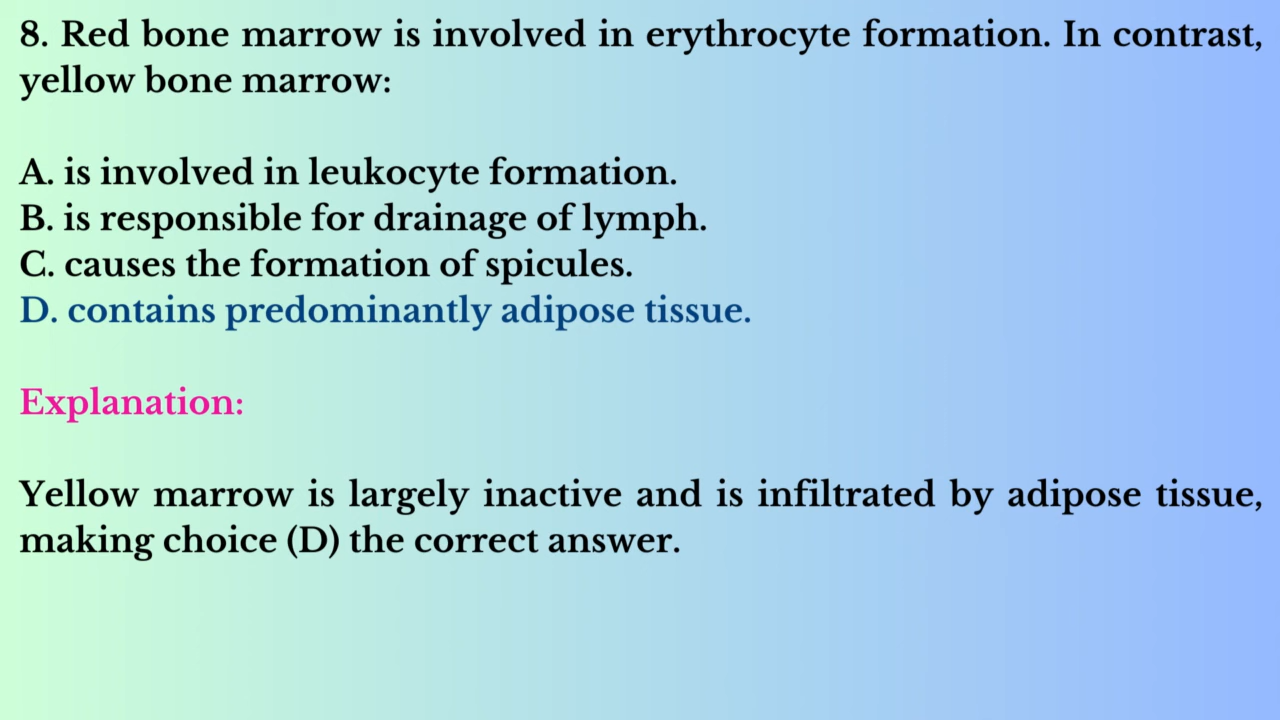 8. Red bone marrow is involved in erythrocyte formation. In contrast,
yellow bone marrow:
A. is involved in leukocyte formation.
B. is responsible for drainage of lymph.
C. causes the formation of spicules.
D. contains predominantly adipose tissue.
Explanation:
Yellow marrow is largely inactive and is infiltrated by adipose tissue,
making choice (D) the correct answer.